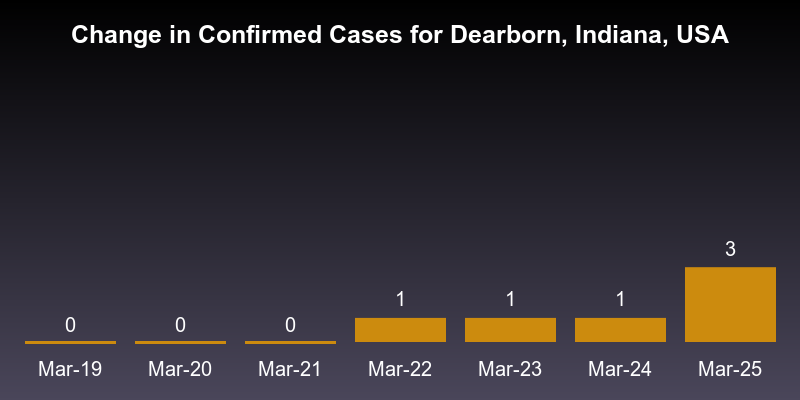 Change in Confirmed Cases for Dearborn, Indiana, USA
3
1 1 1
0 0 0
Mar-19 Mar-20 Mar-21 Mar-22 Mar-23 Mar-24 Mar-25